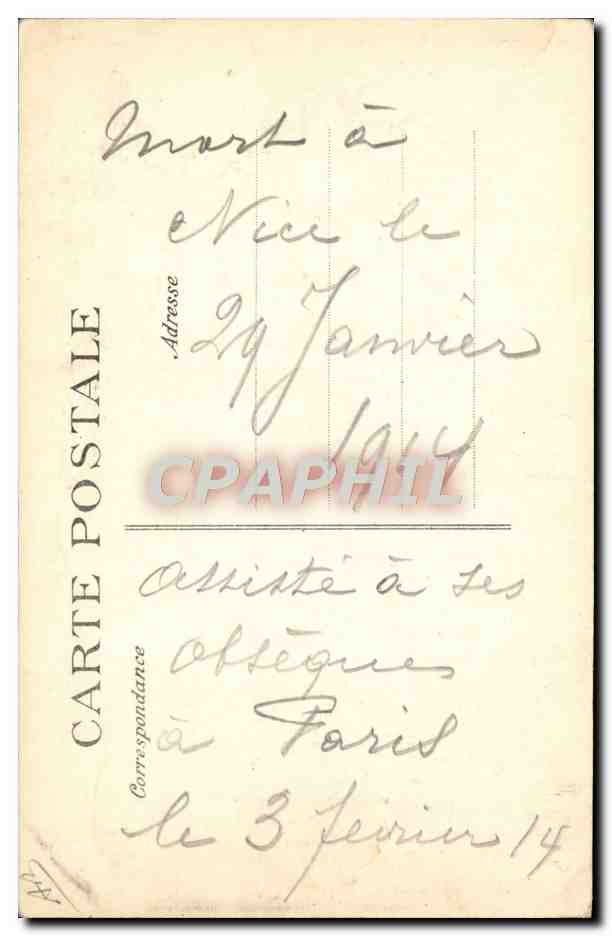 Mort à
Nice le
29 Janvier
1914
assisté à ses
obsèques
à Paris
le 3 février 14
CARTE POSTALE
Adresse
Correspondance
CPAPHIL